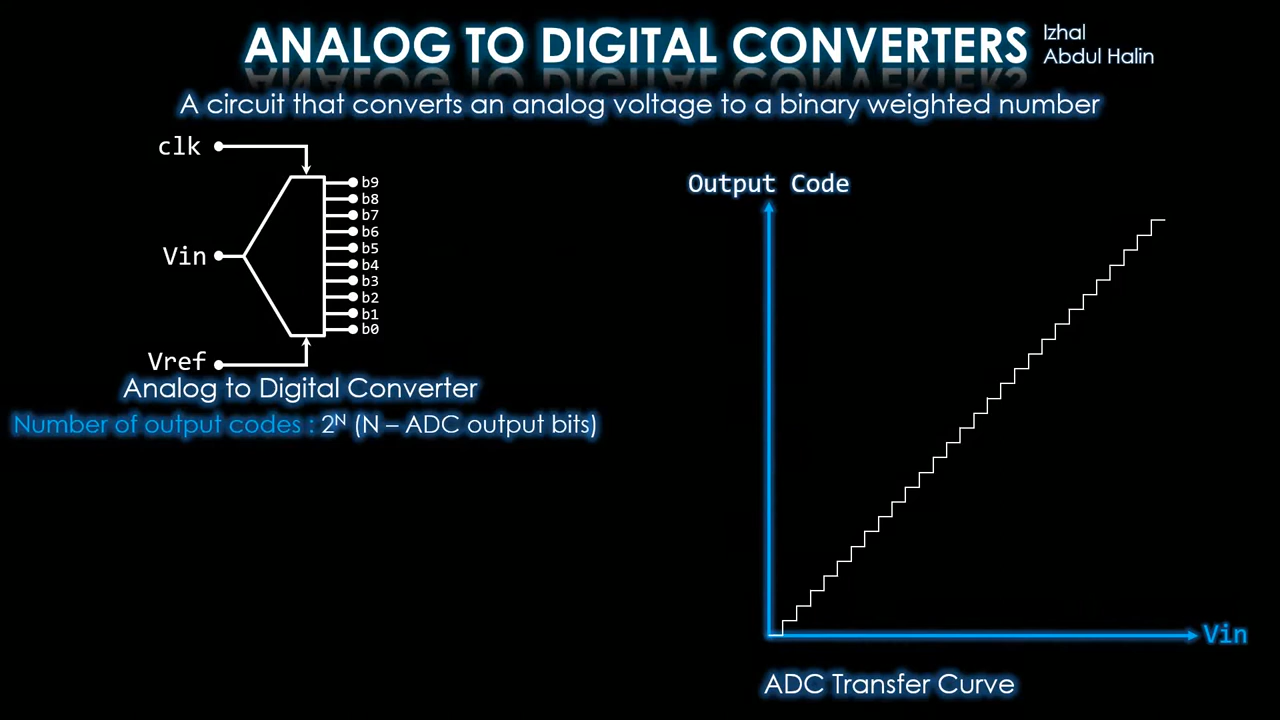 ANALOG TO DIGITAL CONVERTERS
Izhal
Abdul Halin
A circuit that converts an analog voltage to a binary weighted number
clk
b9
b8
b7
b6
b5
b4
b3
b2
b1
b0
Vin
Vref
Analog to Digital Converter
Number of output codes : 2ᴺ (N – ADC output bits)
Output Code
Vin
ADC Transfer Curve